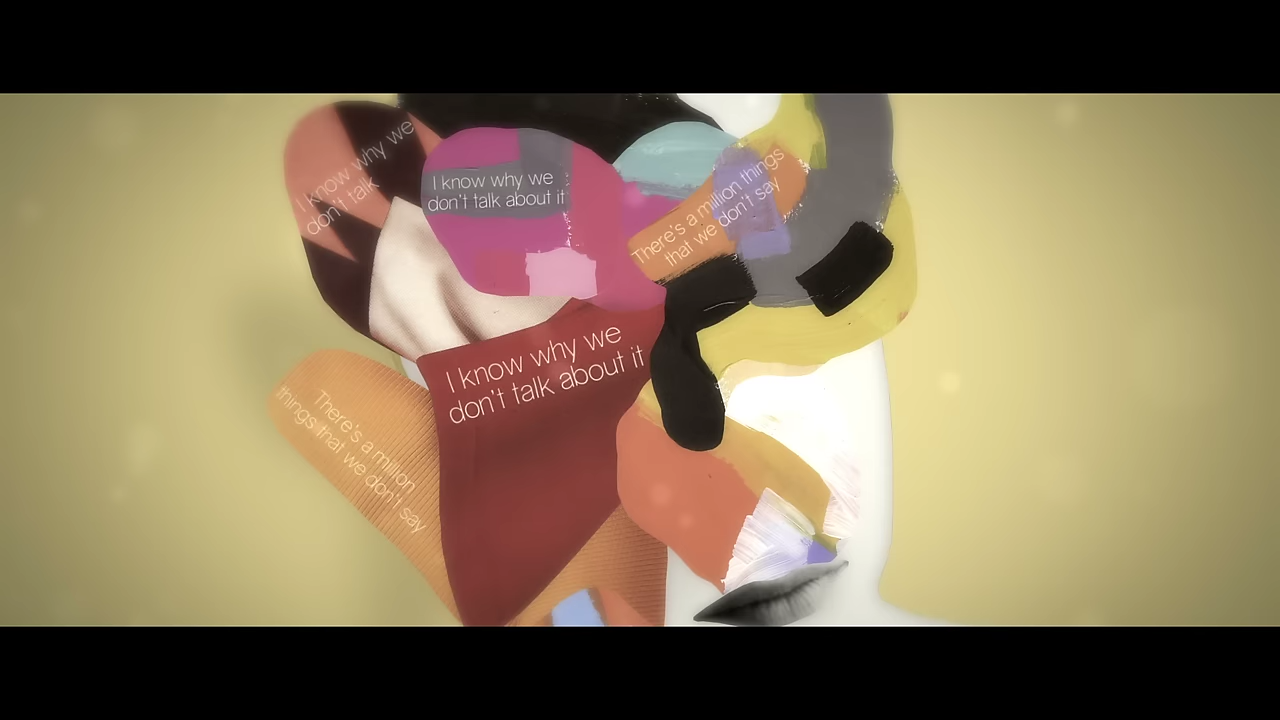 I know why we
don't talk
I know why we
don't talk about it
There's a million things
that we don't say
I know why we
don't talk about it
There's a million
things that we don't say